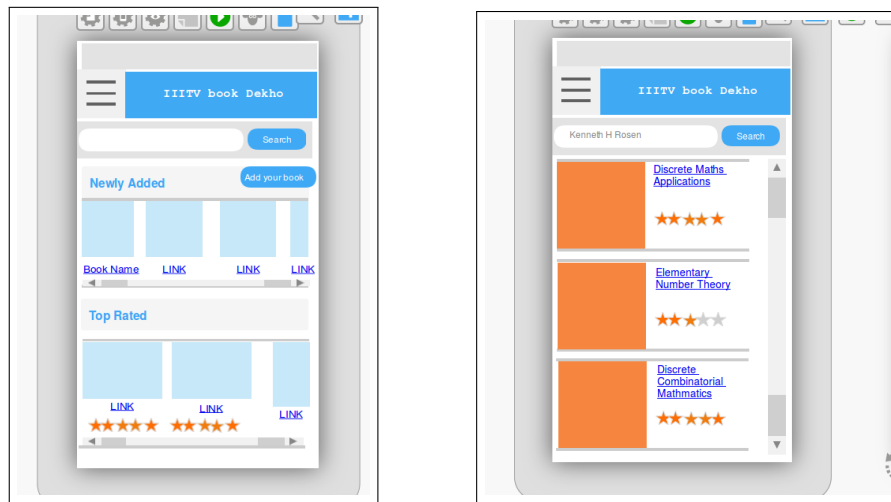 IIITV book Dekho
Search
Add your book
Newly Added
Book Name LINK LINK LINK
Top Rated
LINK LINK LINK
IIITV book Dekho
Kenneth H Rosen Search
Discrete Maths
Applications
Elementary
Number Theory
Discrete
Combinatorial
Mathmatics